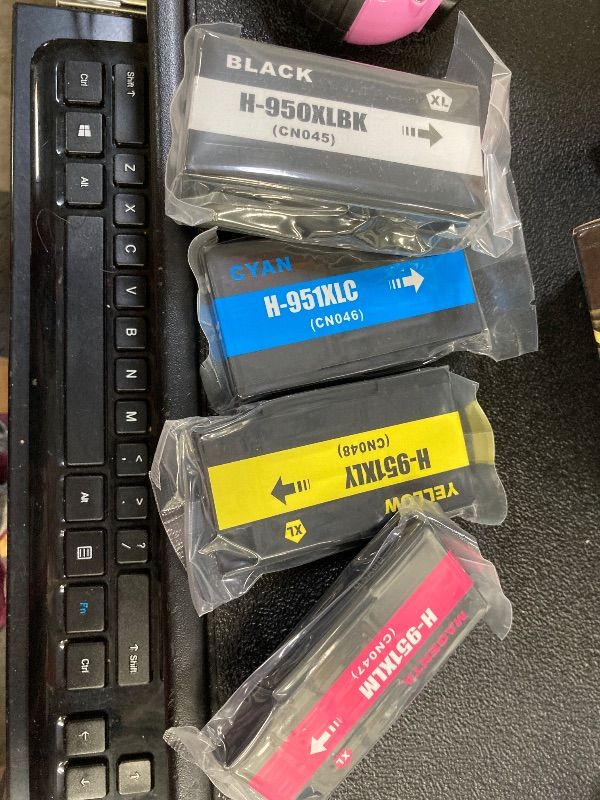 BLACK
XL
H-950XLBK
(CN045)
CYAN
H-951XLC
(CN046)
YELLOW
XL
H-951XLY
(CN048)
MAGENTA
H-951XLM
(CN047)
XL
Ctrl
Shift
Alt
Z
X
C
V
B
N
M
< ,
> .
? /
Alt
Fn
Ctrl
Shift